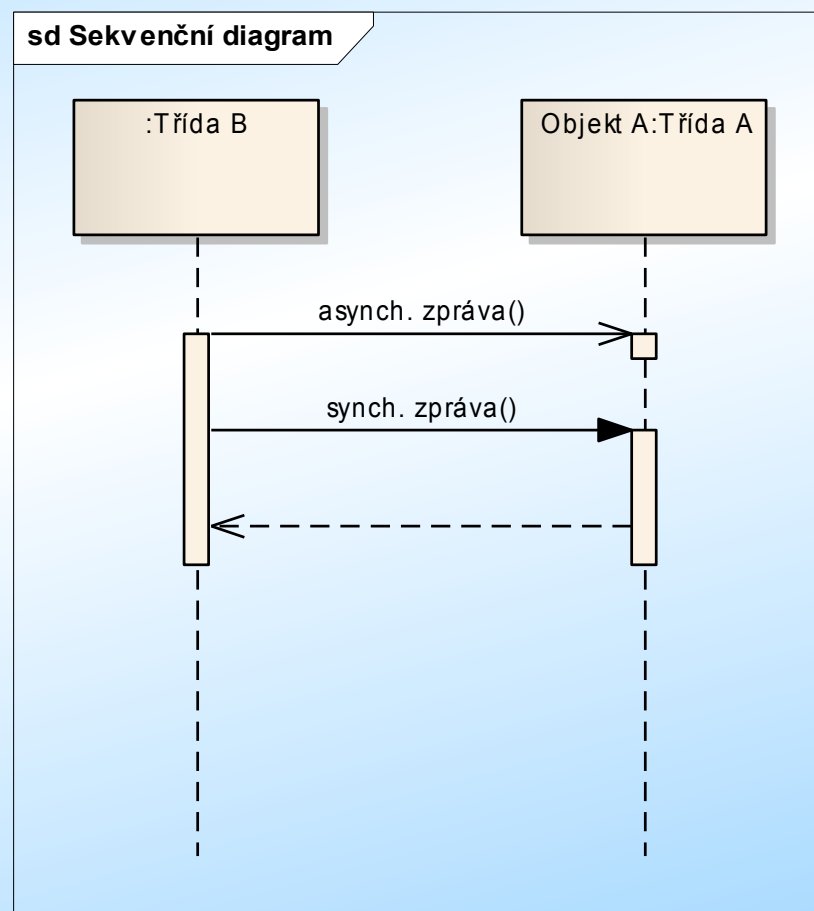 sd Sekvenční diagram
:Třída B
Objekt A:Třída A
asynch. zpráva()
synch. zpráva()